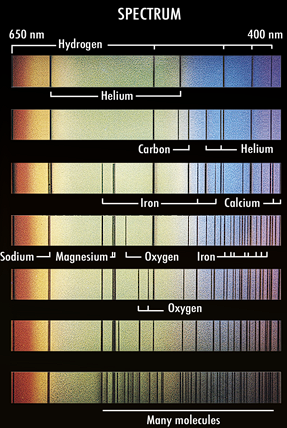 SPECTRUM
650 nm 400 nm
Hydrogen
Helium
Carbon Helium
Iron Calcium
Sodium Magnesium Oxygen Iron
Oxygen
Many molecules